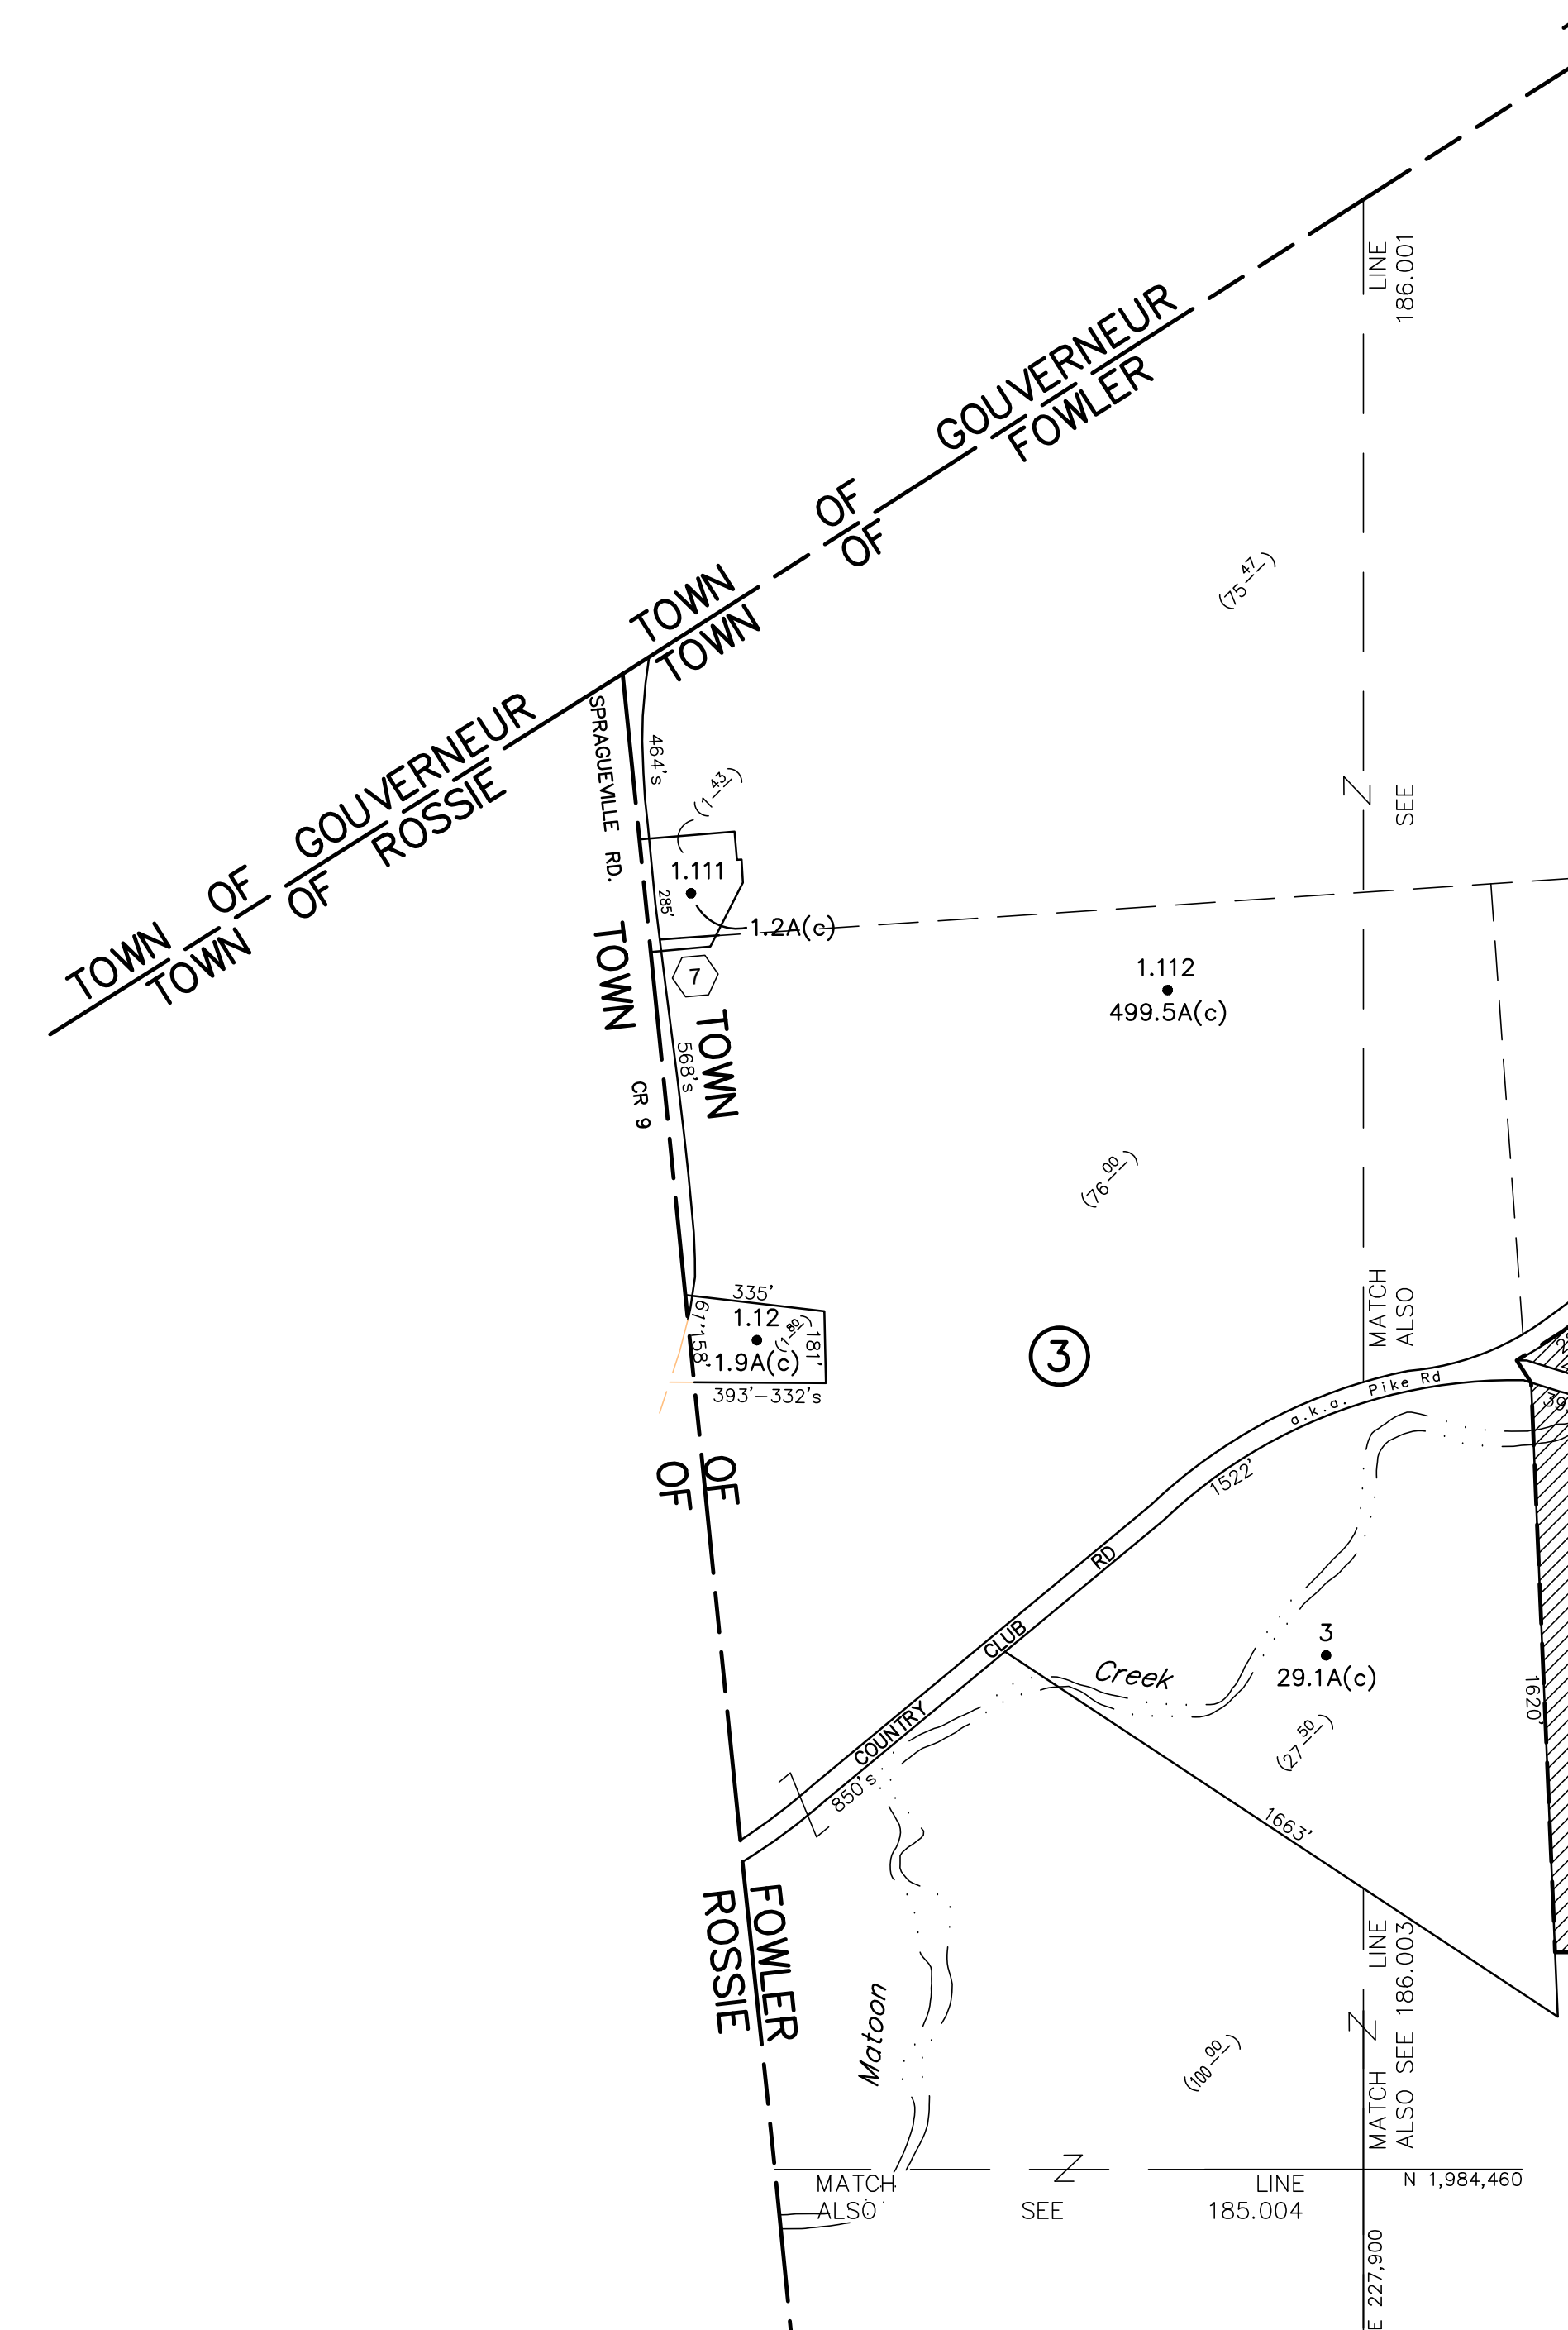 LINE
186.001
GOUVERNEUR
FOWLER
OF
OF
(75 47)
TOWN
TOWN
GOUVERNEUR
ROSSIE
SPRAGUEVILLE RD.
464's
SEE
(1 43)
1.111
285'
1.2A(c)
TOWN OF
TOWN OF
TOWN
7
1.112
499.5A(c)
TOWN
568's
CR 9
(76 00)
MATCH
ALSO
335'
67'
1.12
(1 80)
181'
158'
1.9A(c)
393'-332's
3
a.k.a. Pike Rd
OF
OF
1522'
RD
CLUB
3
29.1A(c)
Creek
1620'
COUNTRY
(27 50)
850's
1663'
FOWLER
ROSSIE
LINE
186.003
Matoon
(100 00)
MATCH
ALSO SEE
MATCH LINE
N 1,984,460
ALSO SEE 185.004
E 227,900